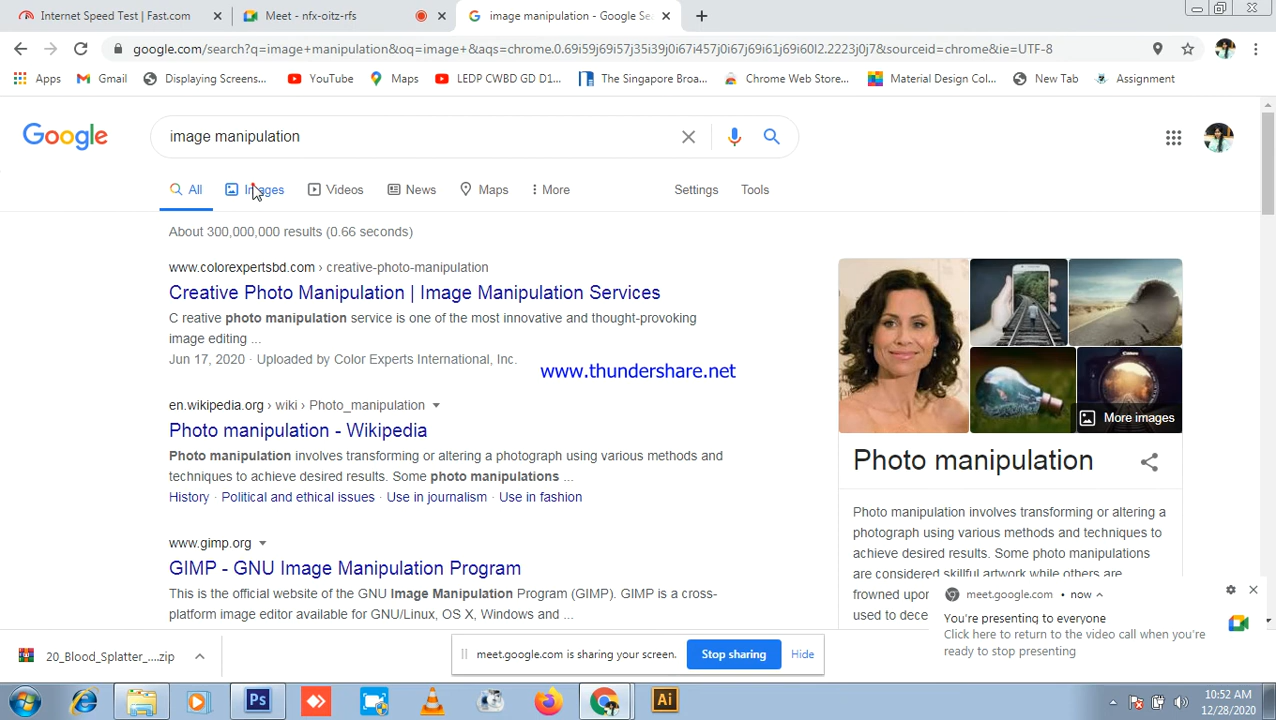 Internet Speed Test | Fast.com
Meet - nfx-oitz-rfs
image manipulation - Google Se
google.com/search?q=image+manipulation&oq=image+&aqs=chrome.0.69i59j69i57j35i39j0i67i457j0i67j69i61j69i60l2.2223j0j7&sourceid=chrome&ie=UTF-8
Apps
Gmail
Displaying Screens...
YouTube
Maps
LEDP CWBD GD D1...
The Singapore Broa...
Chrome Web Store...
Material Design Col...
New Tab
Assignment
Google
image manipulation
All
Images
Videos
News
Maps
More
Settings
Tools
About 300,000,000 results (0.66 seconds)
www.colorexpertsbd.com › creative-photo-manipulation
Creative Photo Manipulation | Image Manipulation Services
C reative photo manipulation service is one of the most innovative and thought-provoking
image editing ...
Jun 17, 2020 · Uploaded by Color Experts International, Inc.
www.thundershare.net
en.wikipedia.org › wiki › Photo_manipulation
Photo manipulation - Wikipedia
Photo manipulation involves transforming or altering a photograph using various methods and
techniques to achieve desired results. Some photo manipulations ...
History · Political and ethical issues · Use in journalism · Use in fashion
www.gimp.org
GIMP - GNU Image Manipulation Program
This is the official website of the GNU Image Manipulation Program (GIMP). GIMP is a cross-
platform image editor available for GNU/Linux, OS X, Windows and ...
More images
Photo manipulation
Photo manipulation involves transforming or altering a
photograph using various methods and techniques to
achieve desired results. Some photo manipulations
are considered skillful artwork while others are
frowned upon
used to dece
meet.google.com • now
You're presenting to everyone
Click here to return to the video call when you're
ready to stop presenting
20_Blood_Splatter_....zip
meet.google.com is sharing your screen.
Stop sharing
Hide
Ps
Ai
10:52 AM
12/28/2020